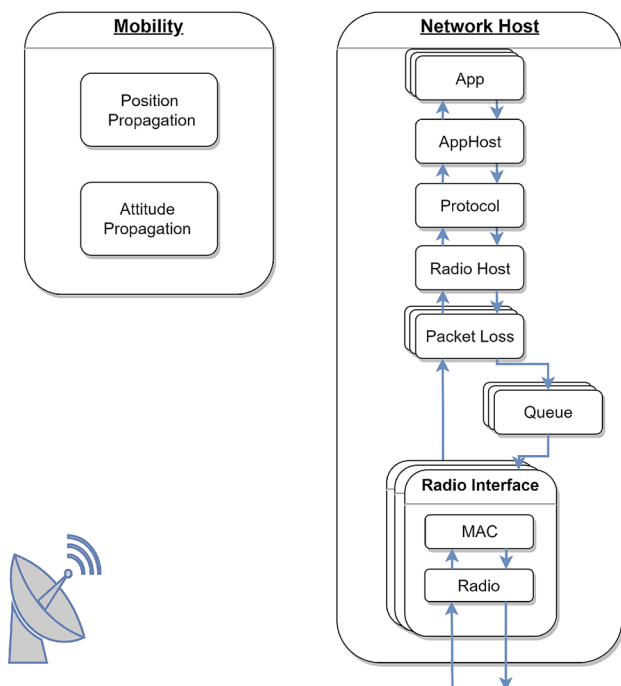 Mobility
Position
Propagation
Attitude
Propagation
Network Host
App
AppHost
Protocol
Radio Host
Packet Loss
Queue
Radio Interface
MAC
Radio